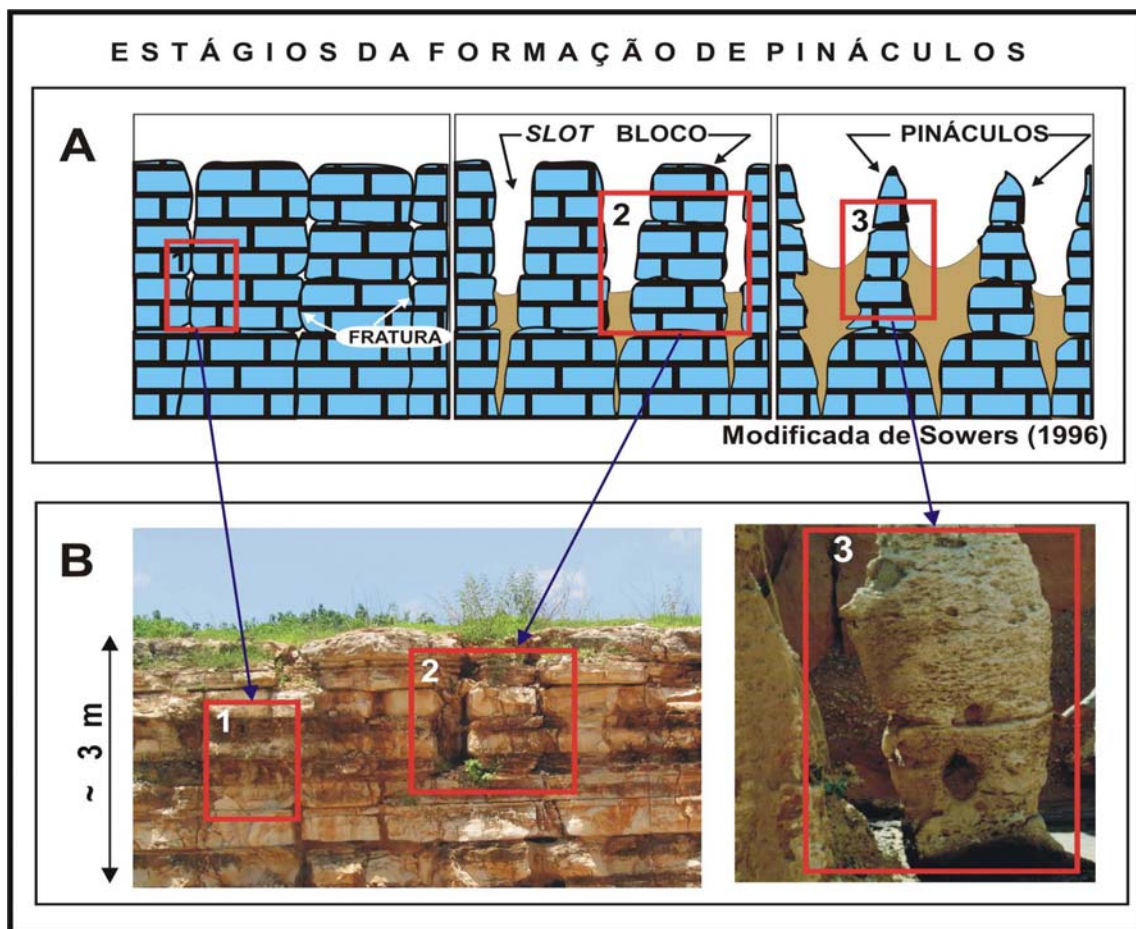 ESTÁGIOS DA FORMAÇÃO DE PINÁCULOS
A
SLOT BLOCO
PINÁCULOS
1
2
3
FRATURA
Modificada de Sowers (1996)
B
~ 3 m
1
2
3